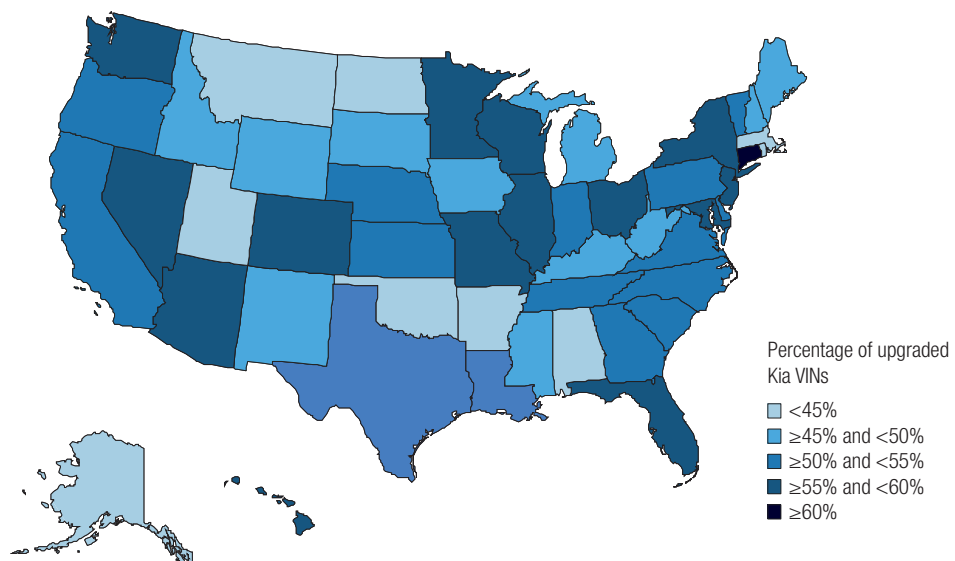 Percentage of upgraded
Kia VINs
<45%
≥45% and <50%
≥50% and <55%
≥55% and <60%
≥60%